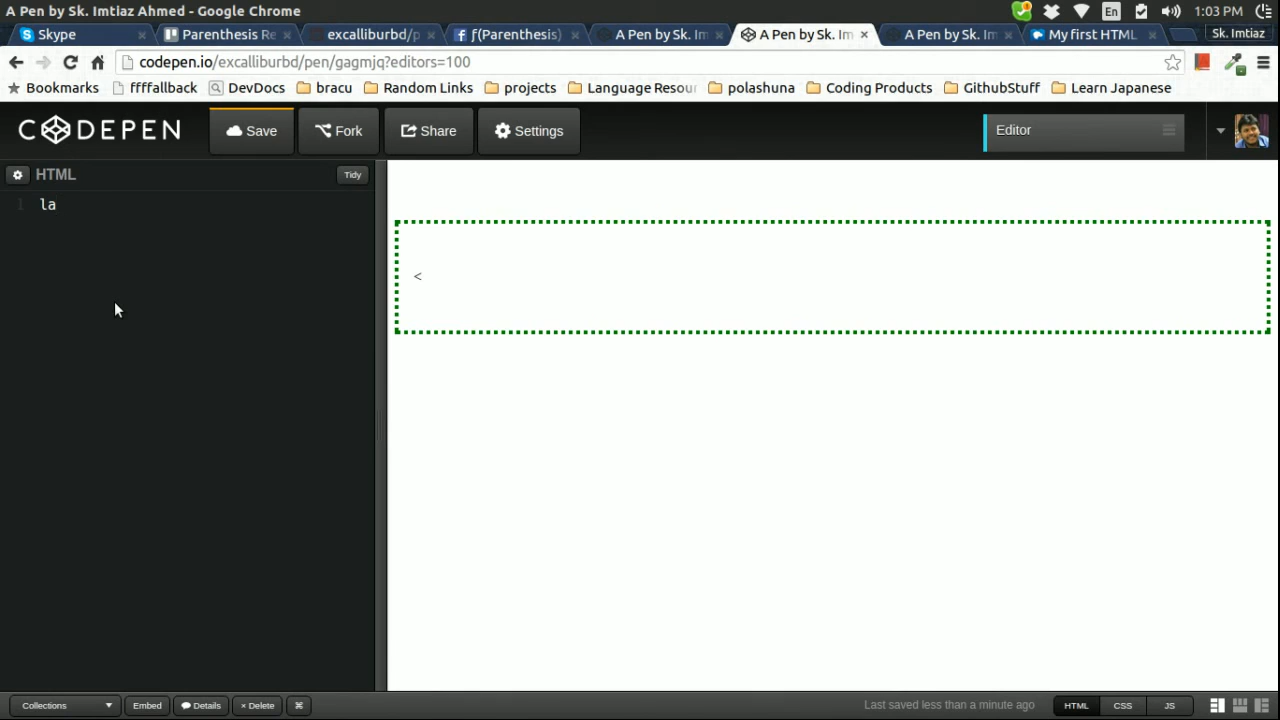 A Pen by Sk. Imtiaz Ahmed - Google Chrome
En
1:03 PM
Skype
Parenthesis Re
excalliburbd/p
ƒ(Parenthesis)
A Pen by Sk. Im
A Pen by Sk. Im
A Pen by Sk. Im
My first HTML
Sk. Imtiaz
codepen.io/excalliburbd/pen/gagmjq?editors=100
Bookmarks
ffffallback
DevDocs
bracu
Random Links
projects
Language Resou
polashuna
Coding Products
GithubStuff
Learn Japanese
CODEPEN
Save
Fork
Share
Settings
Editor
HTML
Tidy
1 la
<
Collections
Embed
Details
× Delete
⌘
Last saved less than a minute ago
HTML
CSS
JS